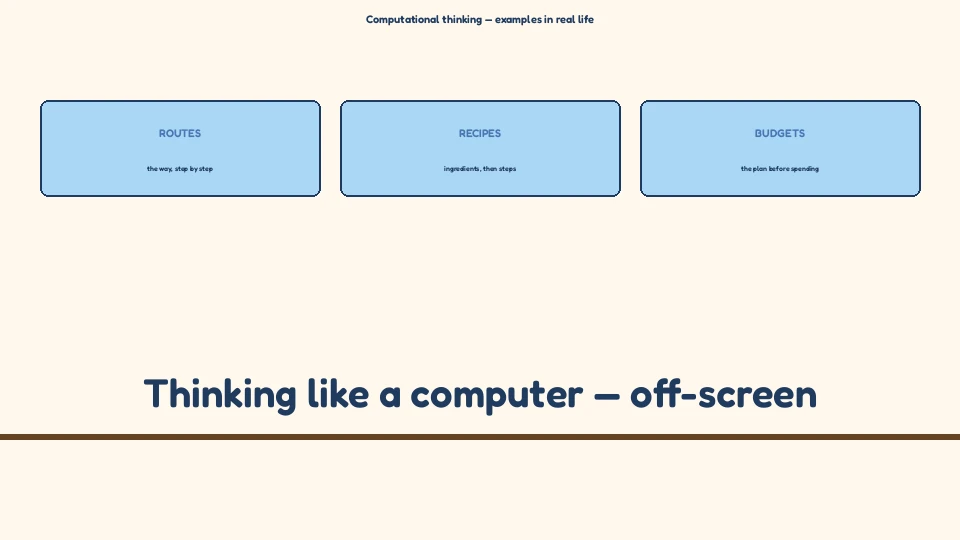 Computational thinking — examples in real life
ROUTES
the way, step by step
RECIPES
ingredients, then steps
BUDGETS
the plan before spending
Thinking like a computer — off-screen